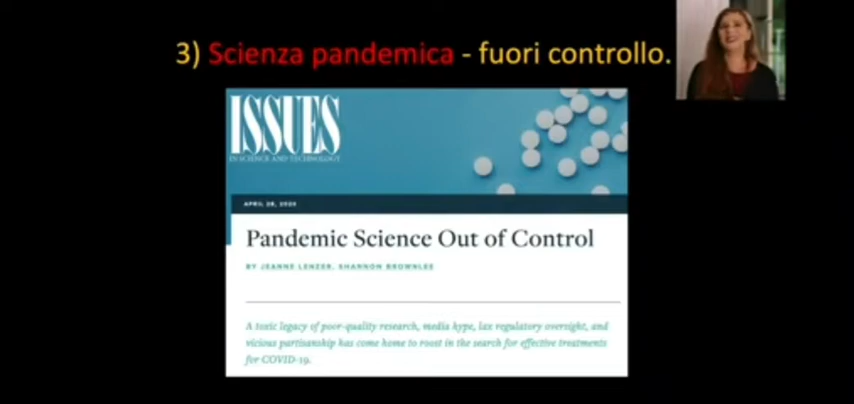 3) Scienza pandemica - fuori controllo.
ISSUES
IN SCIENCE AND TECHNOLOGY
APRIL 28, 2020
Pandemic Science Out of Control
BY JEANNE LENZER, SHANNON BROWNLEE
A toxic legacy of poor-quality research, media hype, lax regulatory oversight, and
vicious partisanship has come home to roost in the search for effective treatments
for COVID-19.